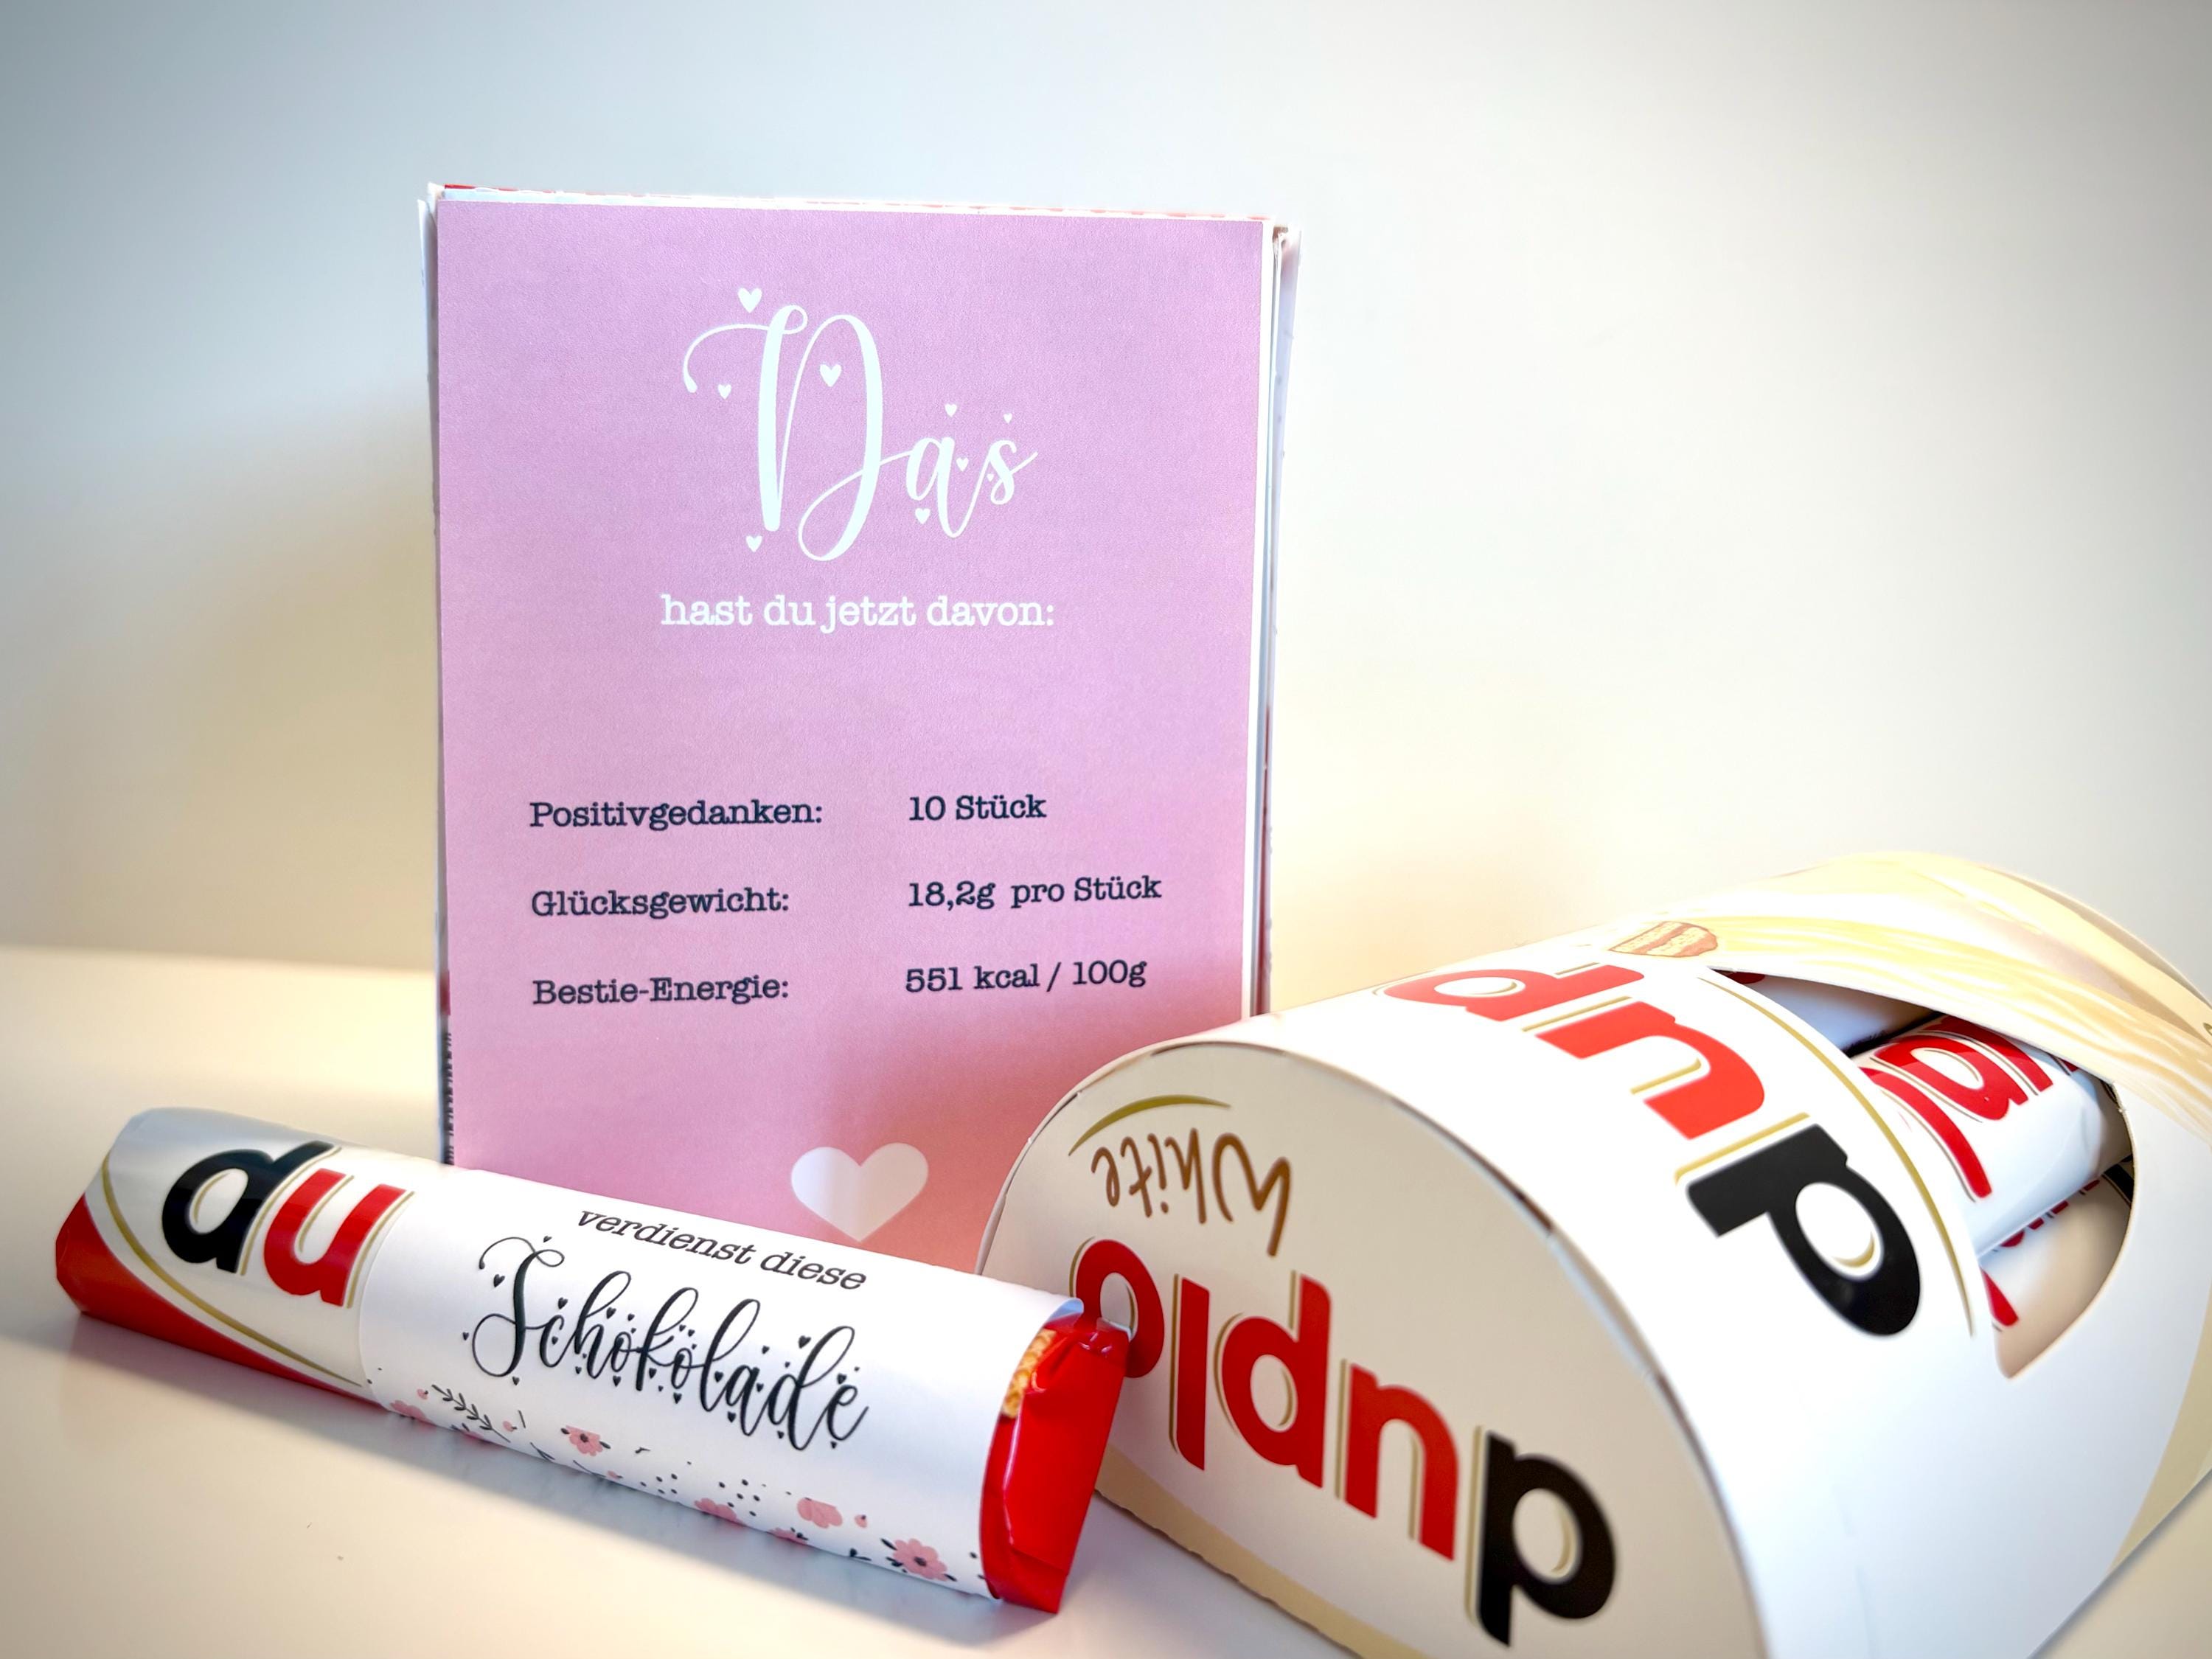 Das
hast du jetzt davon:
Positivgedanken: 10 Stück
Glücksgewicht: 18,2g pro Stück
Bestie-Energie: 551 kcal / 100g
du
verdienst diese
Schokolade
White
duplo
dup